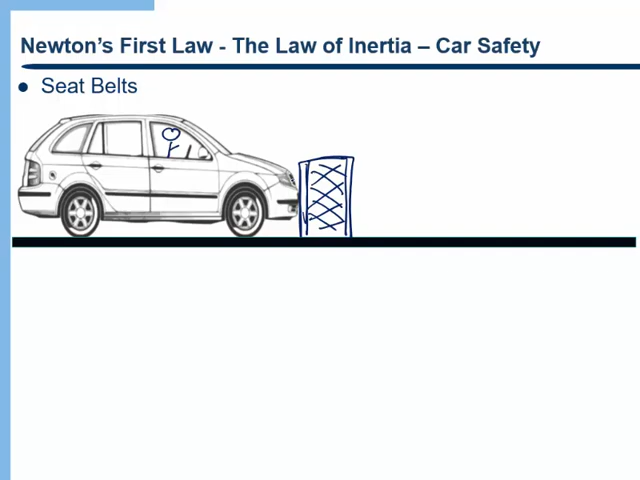 Newton's First Law - The Law of Inertia – Car Safety
Seat Belts